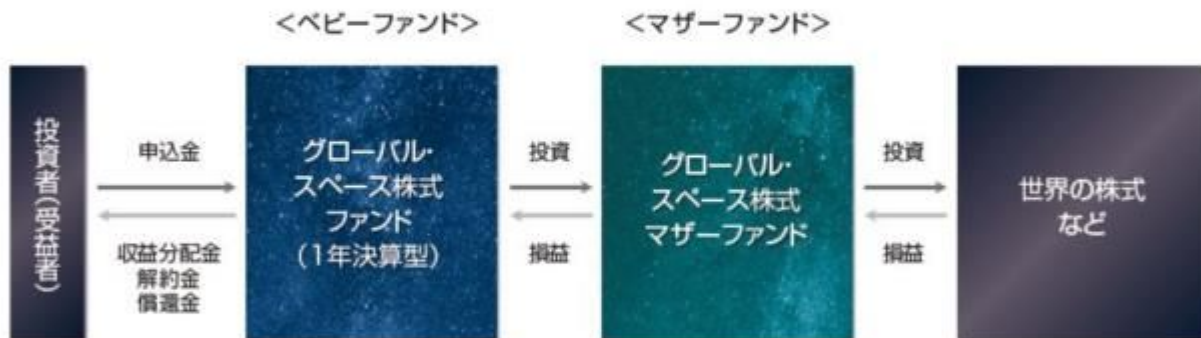 <ベビーファンド>
<マザーファンド>
投資者(受益者)
申込金
収益分配金
解約金
償還金
グローバル・
スペース株式
ファンド
(1年決算型)
投資
損益
グローバル・
スペース株式
マザーファンド
投資
損益
世界の株式
など